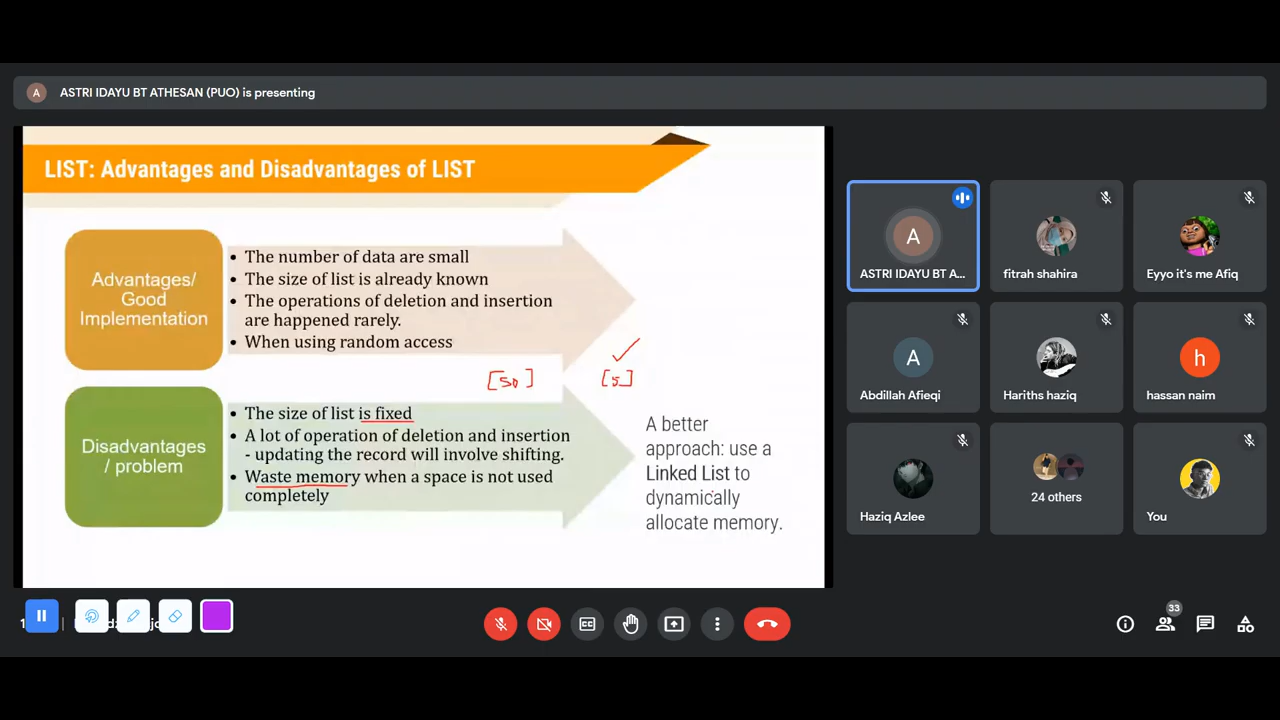 A
ASTRI IDAYU BT ATHESAN (PUO) is presenting
LIST: Advantages and Disadvantages of LIST
Advantages/
Good
Implementation
• The number of data are small
• The size of list is already known
• The operations of deletion and insertion
are happened rarely.
• When using random access
[50]
[5]
Disadvantages
/ problem
• The size of list is fixed
• A lot of operation of deletion and insertion
- updating the record will involve shifting.
• Waste memory when a space is not used
completely
A better
approach: use a
Linked List to
dynamically
allocate memory.
A
ASTRI IDAYU BT A...
fitrah shahira
Eyyo it's me Afiq
A
Abdillah Afieqi
Hariths haziq
h
hassan naim
Haziq Azlee
24 others
You
33